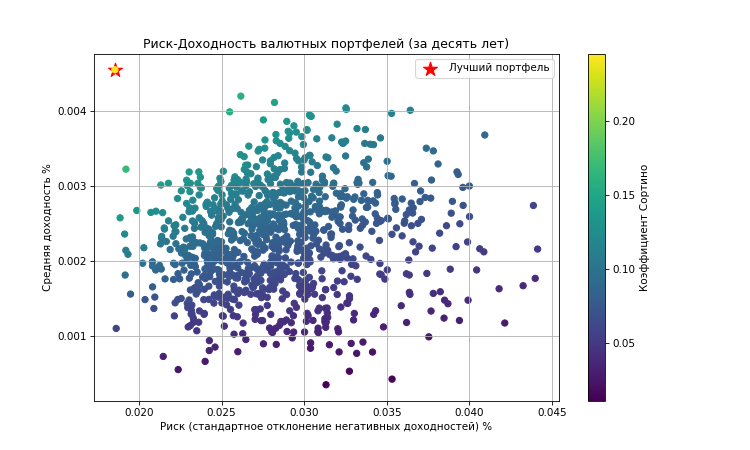 Риск-Доходность валютных портфелей (за десять лет)
Лучший портфель
Средняя доходность %
0.004
0.003
0.002
0.001
0.020 0.025 0.030 0.035 0.040 0.045
Риск (стандартное отклонение негативных доходностей) %
0.20
0.15
0.10
0.05
Коэффициент Сортино